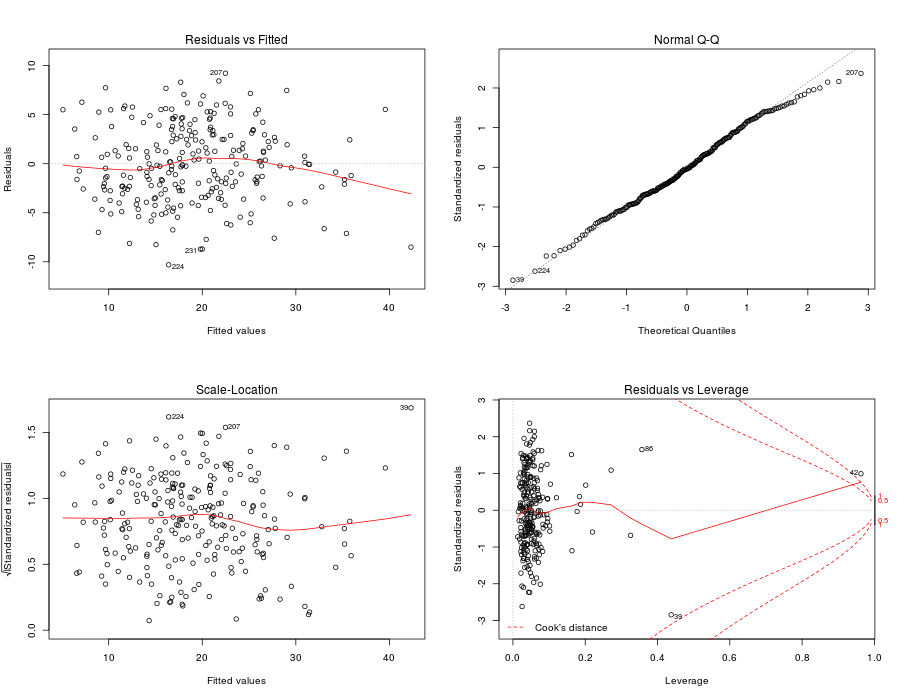 Residuals vs Fitted
Residuals
10
5
0
-5
-10
207
231
224
10 20 30 40
Fitted values
Normal Q-Q
Standardized residuals
2
1
0
-1
-2
-3
207
224
39
-3 -2 -1 0 1 2 3
Theoretical Quantiles
Scale-Location
√|Standardized residuals|
1.5
1.0
0.5
0.0
39
224
207
10 20 30 40
Fitted values
Residuals vs Leverage
Standardized residuals
3
2
1
0
-1
-2
-3
86
42
39
1
0.5
0.5
1
Cook's distance
0.0 0.2 0.4 0.6 0.8 1.0
Leverage